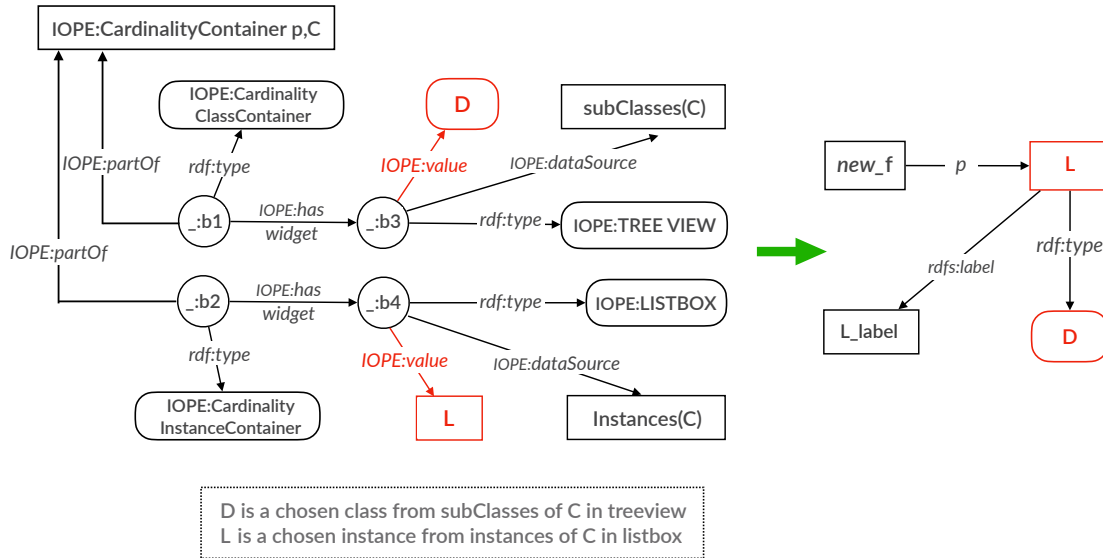 IOPE:CardinalityContainer p,C
IOPE:Cardinality
ClassContainer
D
subClasses(C)
IOPE:partOf
rdf:type
IOPE:value
IOPE:dataSource
_:b1
IOPE:has
widget
_:b3
rdf:type
IOPE:TREE VIEW
IOPE:partOf
_:b2
IOPE:has
widget
_:b4
rdf:type
IOPE:LISTBOX
rdf:type
IOPE:value
IOPE:dataSource
IOPE:Cardinality
InstanceContainer
L
Instances(C)
new_f
p
L
rdfs:label
rdf:type
L_label
D
D is a chosen class from subClasses of C in treeview
L is a chosen instance from instances of C in listbox